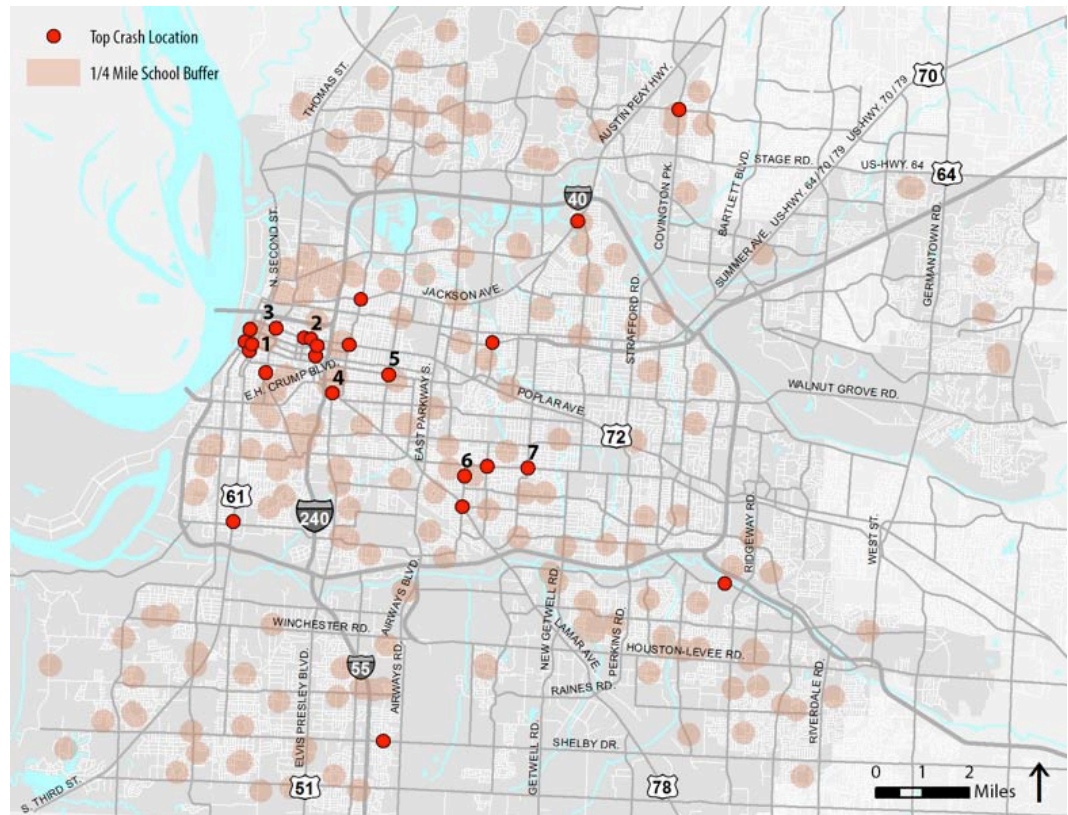 Top Crash Location
1/4 Mile School Buffer
THOMAS ST.
AUSTIN PEAY HWY.
US-HWY. 70 / 79
70
STAGE RD.
US-HWY. 64
64
40
COVINGTON PK.
BARTLETT BLVD.
SUMMER AVE.
US-HWY. 64 / 70 / 79
GERMANTOWN RD.
N. SECOND ST.
JACKSON AVE.
STRAFFORD RD.
3
2
1
E.H. CRUMP BLVD.
4
5
EAST PARKWAY S.
POPLAR AVE.
WALNUT GROVE RD.
72
6
7
61
240
RIDGEWAY RD.
WEST ST.
AIRWAYS BLVD.
WINCHESTER RD.
NEW GETWELL RD.
LAMAR AVE.
PERKINS RD.
HOUSTON-LEVEE RD.
55
ELVIS PRESLEY BLVD.
AIRWAYS RD.
RAINES RD.
RIVERDALE RD.
GETWELL RD.
SHELBY DR.
S. THIRD ST.
51
78
0 1 2
Miles